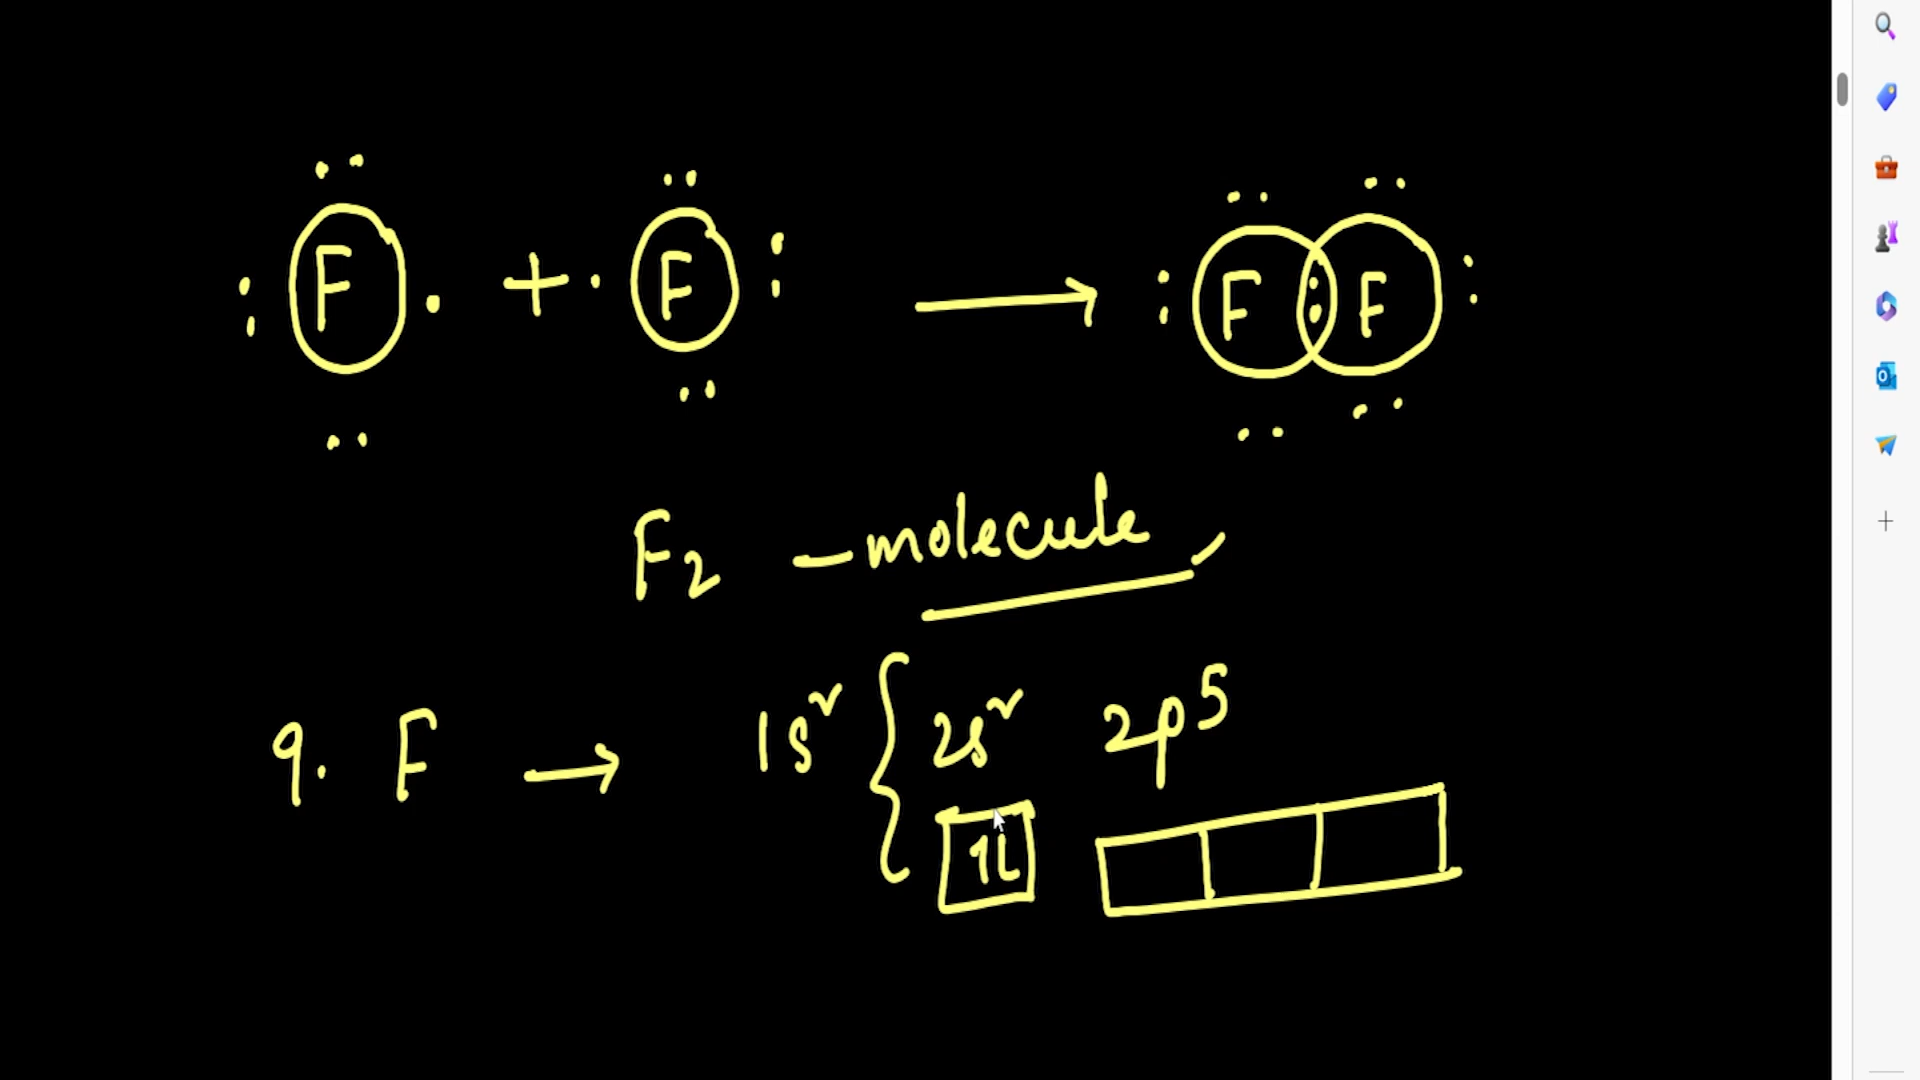 F + F → F F
F₂ – molecule
9. F → 1s² { 2s² 2p⁵
1L